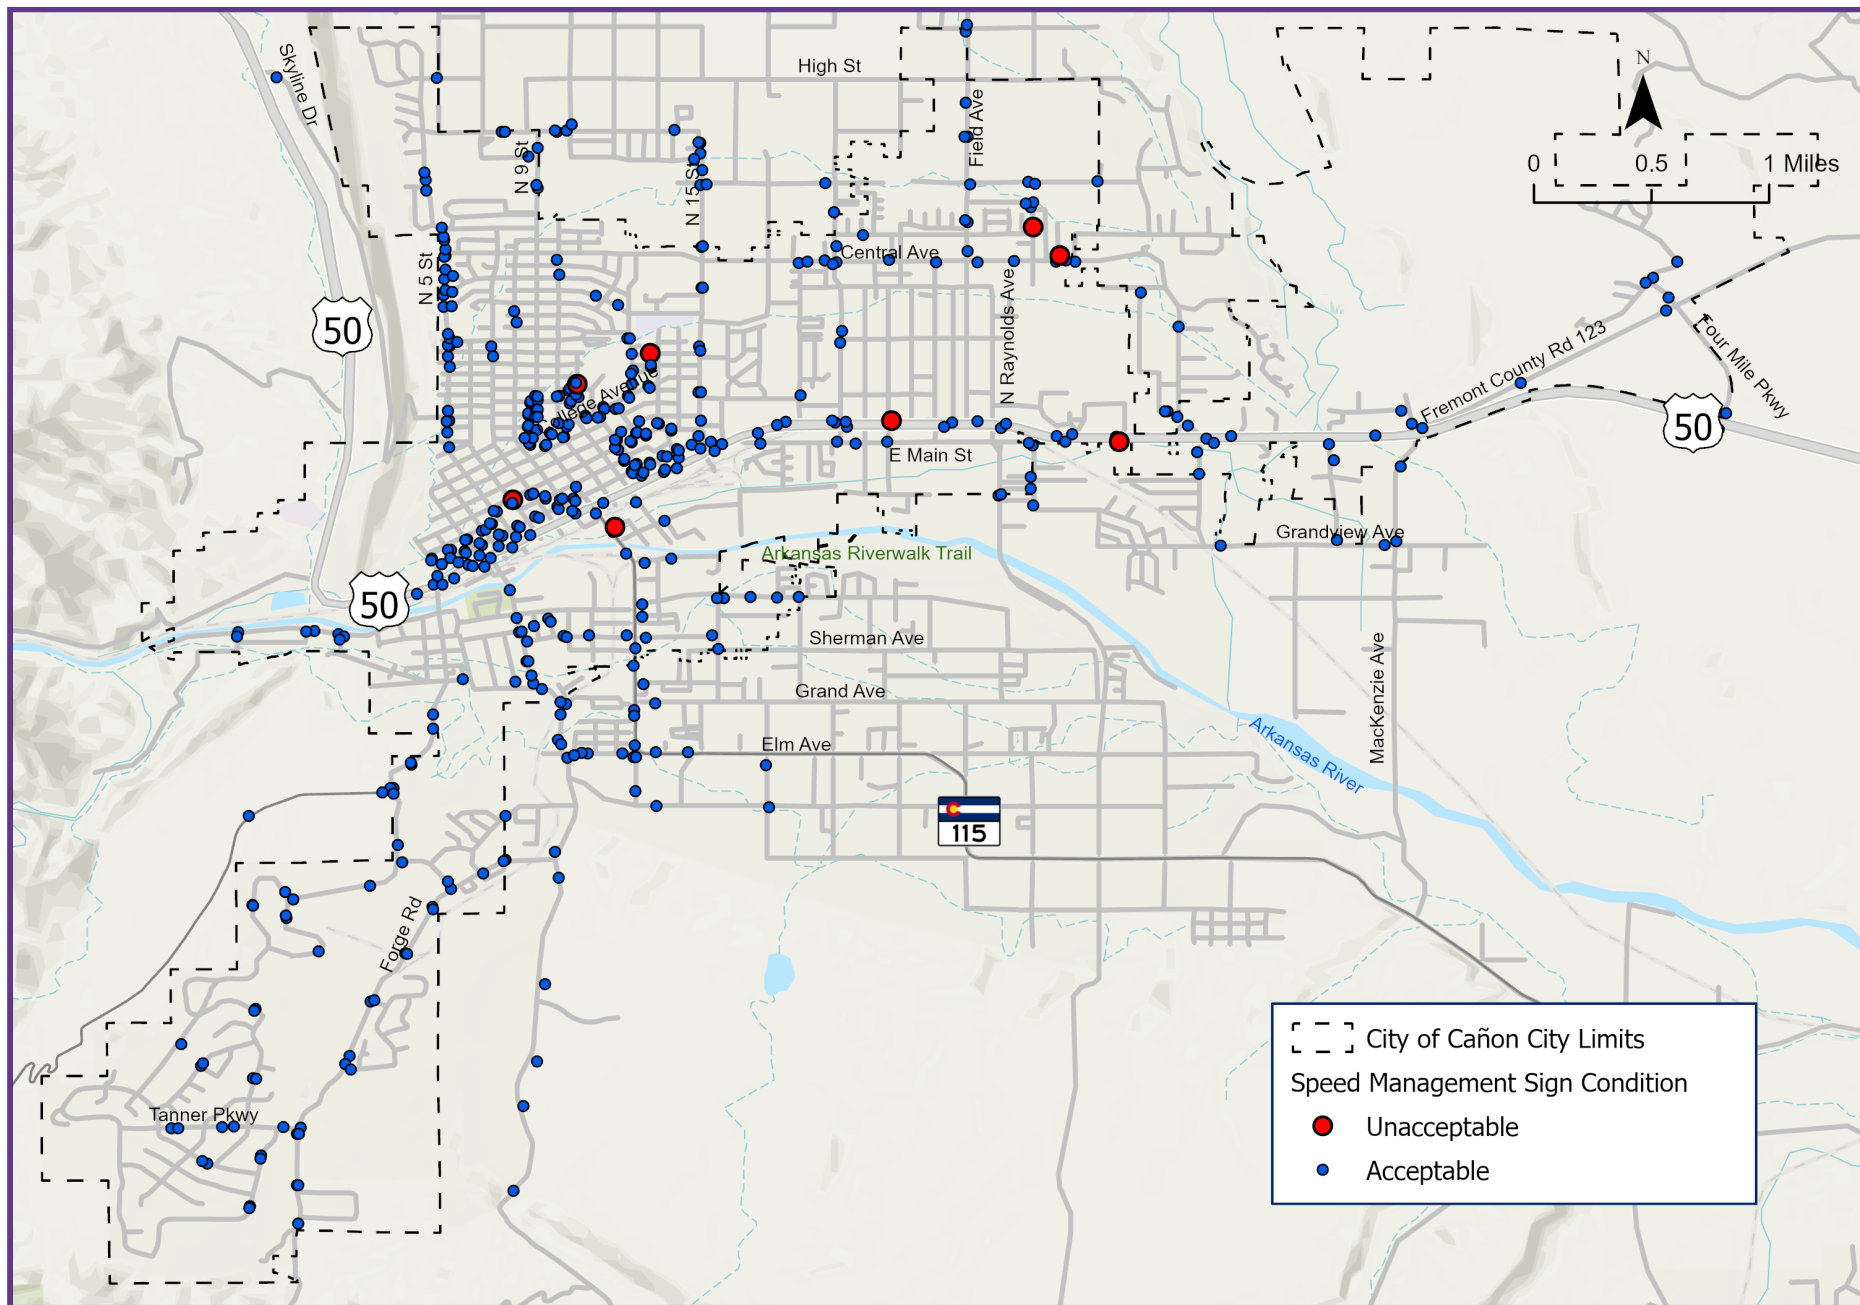 Skyline Dr
High St
N
0 0.5 1 Miles
Field Ave
N 9 St
N 15 St
N 5 St
Central Ave
50
N Raynolds Ave
Four Mile Pkwy
Fremont County Rd 123
College Avenue
50
E Main St
Grandview Ave
Arkansas Riverwalk Trail
50
Sherman Ave
MacKenzie Ave
Grand Ave
Elm Ave
Arkansas River
115
Forge Rd
Tanner Pkwy
City of Cañon City Limits
Speed Management Sign Condition
Unacceptable
Acceptable